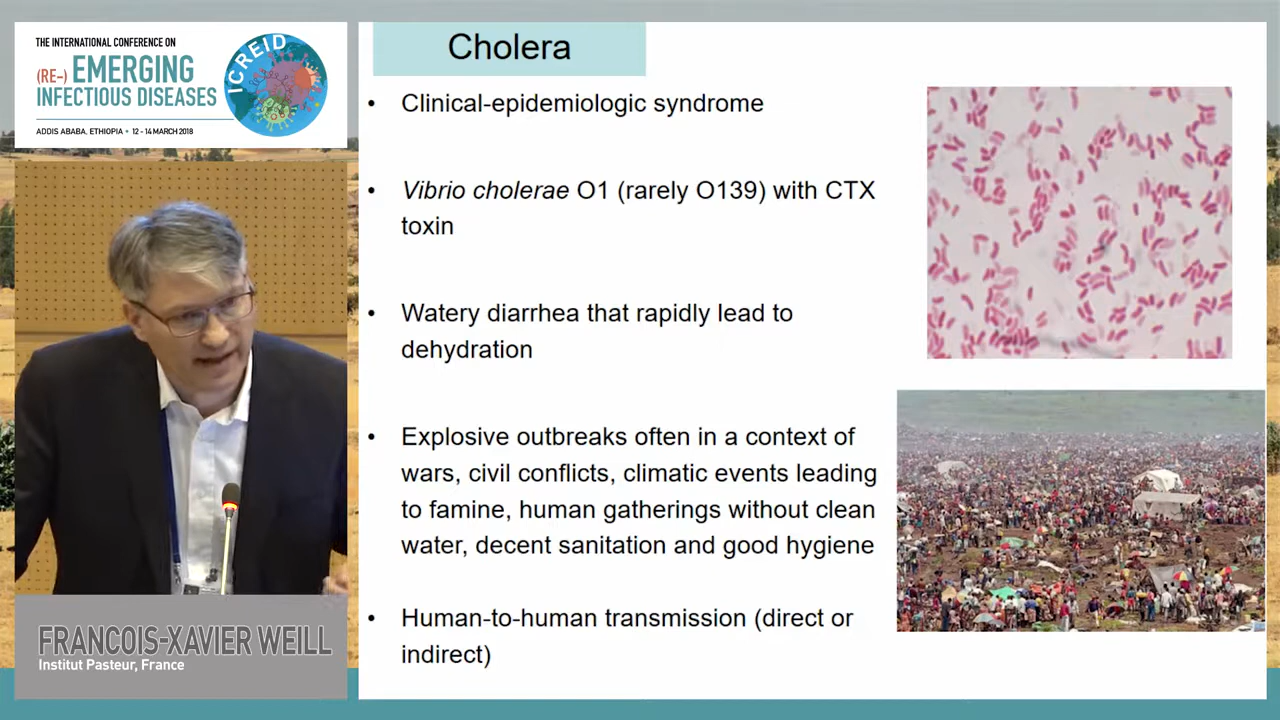 THE INTERNATIONAL CONFERENCE ON
(RE-) EMERGING
INFECTIOUS DISEASES
ADDIS ABABA, ETHIOPIA • 12 - 14 MARCH 2018
ICREID
FRANCOIS-XAVIER WEILL
Institut Pasteur, France
Cholera
• Clinical-epidemiologic syndrome
• Vibrio cholerae O1 (rarely O139) with CTX
toxin
• Watery diarrhea that rapidly lead to
dehydration
• Explosive outbreaks often in a context of
wars, civil conflicts, climatic events leading
to famine, human gatherings without clean
water, decent sanitation and good hygiene
• Human-to-human transmission (direct or
indirect)